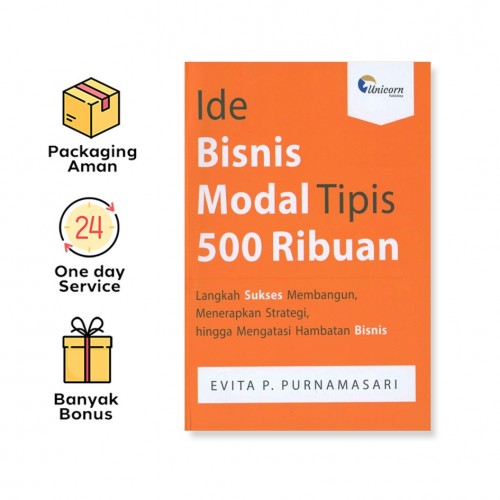 Packaging
Aman
24
One day
Service
Banyak
Bonus
Unicorn
Publishing
Ide
Bisnis
Modal Tipis
500 Ribuan
Langkah Sukses Membangun,
Menerapkan Strategi,
hingga Mengatasi Hambatan Bisnis
EVITA P. PURNAMASARI